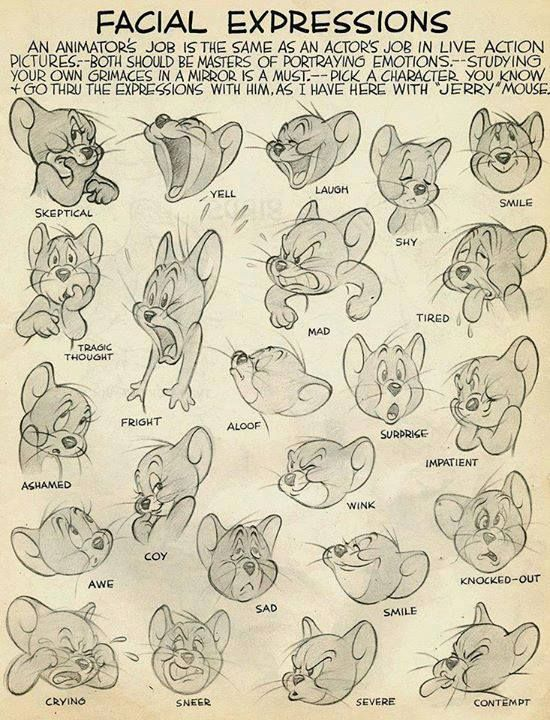 FACIAL EXPRESSIONS
AN ANIMATOR'S JOB IS THE SAME AS AN ACTOR'S JOB IN LIVE ACTION
PICTURES.--BOTH SHOULD BE MASTERS OF PORTRAYING EMOTIONS.--STUDYING
YOUR OWN GRIMACES IN A MIRROR IS A MUST.--PICK A CHARACTER YOU KNOW
+ GO THRU THE EXPRESSIONS WITH HIM, AS I HAVE HERE WITH "JERRY" MOUSE.
SKEPTICAL
YELL
LAUGH
SHY
SMILE
TRAGIC
THOUGHT
FRIGHT
MAD
TIRED
ASHAMED
ALOOF
SURPRISE
IMPATIENT
COY
WINK
AWE
SAD
SMILE
KNOCKED-OUT
CRYING
SNEER
SEVERE
CONTEMPT